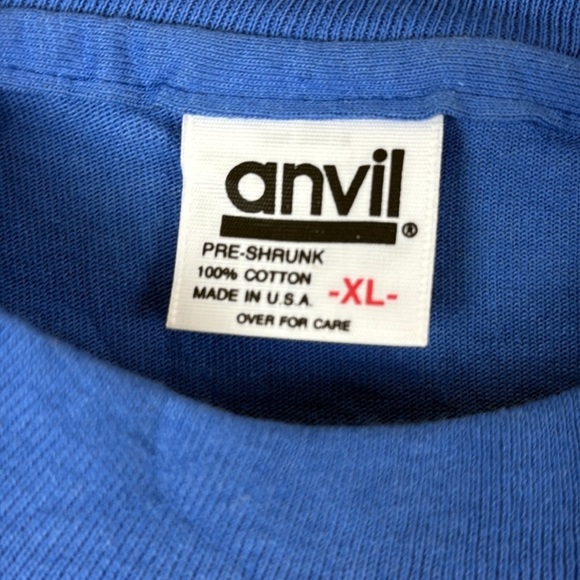 anvil®
PRE-SHRUNK
100% COTTON
MADE IN U.S.A. -XL-
OVER FOR CARE